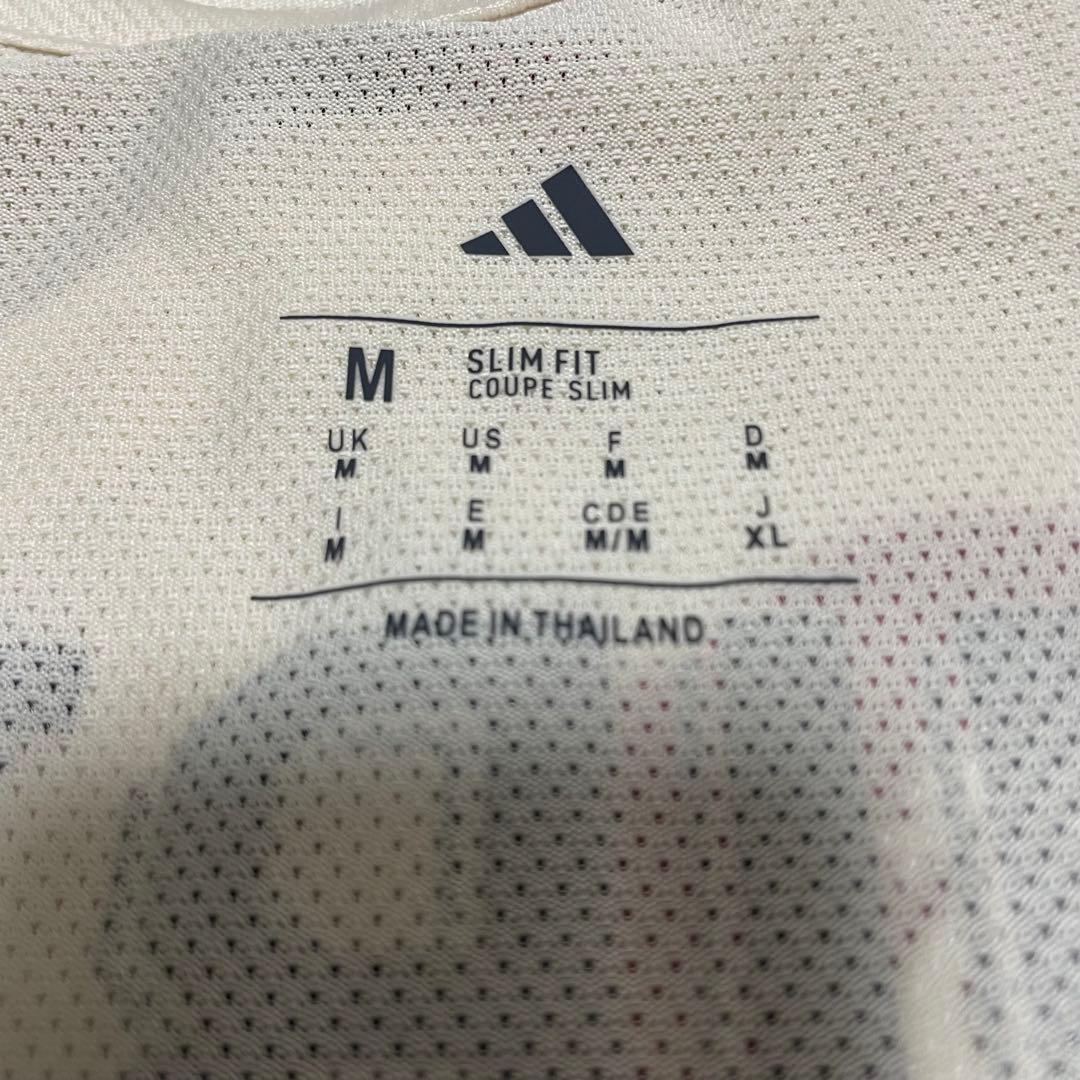 M SLIM FIT
COUPE SLIM
UK US F D
M M M M
I E CDE J
M M M/M XL
MADE IN THAILAND